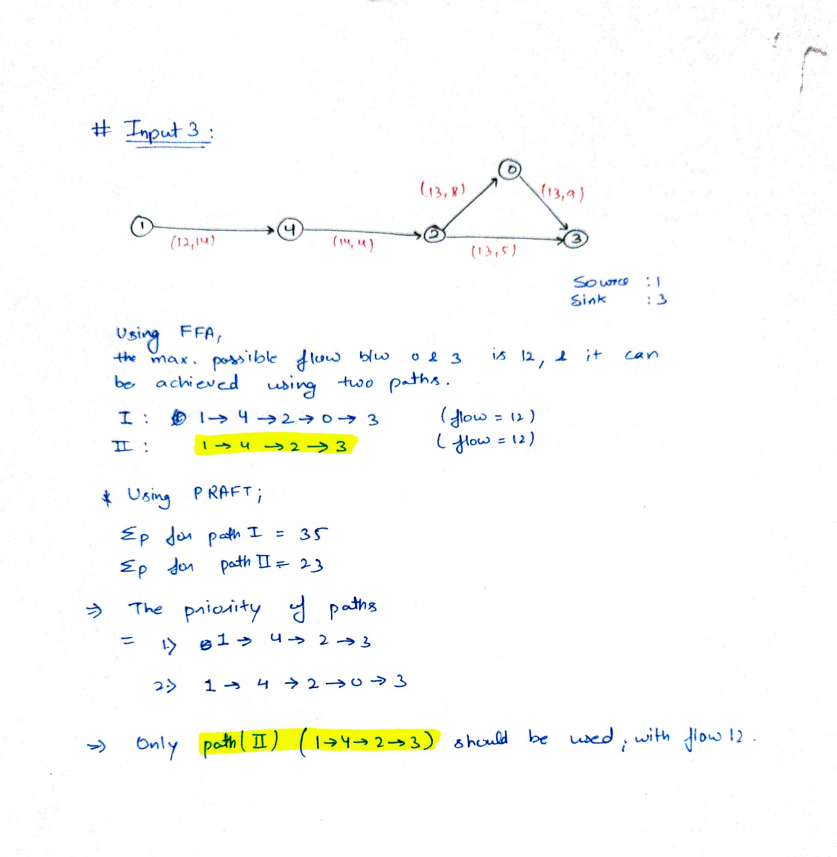 1
# Input 3 :
0
(13,8)
(13,9)
1
4
2
3
(12,14)
(14,4)
(13,5)
Source : 1
Sink : 3
Using FFA,
the max. possible flow b/w 0 & 3 is 12, & it can
be achieved using two paths.
I : 1 → 4 → 2 → 0 → 3 (flow = 12)
II : 1 → 4 → 2 → 3 (flow = 12)
* Using PRAFT;
Σp for path I = 35
Σp for path II = 23
⇒ The priority of paths
= 1⟩ 1 → 4 → 2 → 3
2⟩ 1 → 4 → 2 → 0 → 3
⇒ Only path (II) (1→4→2→3) should be used, with flow 12.